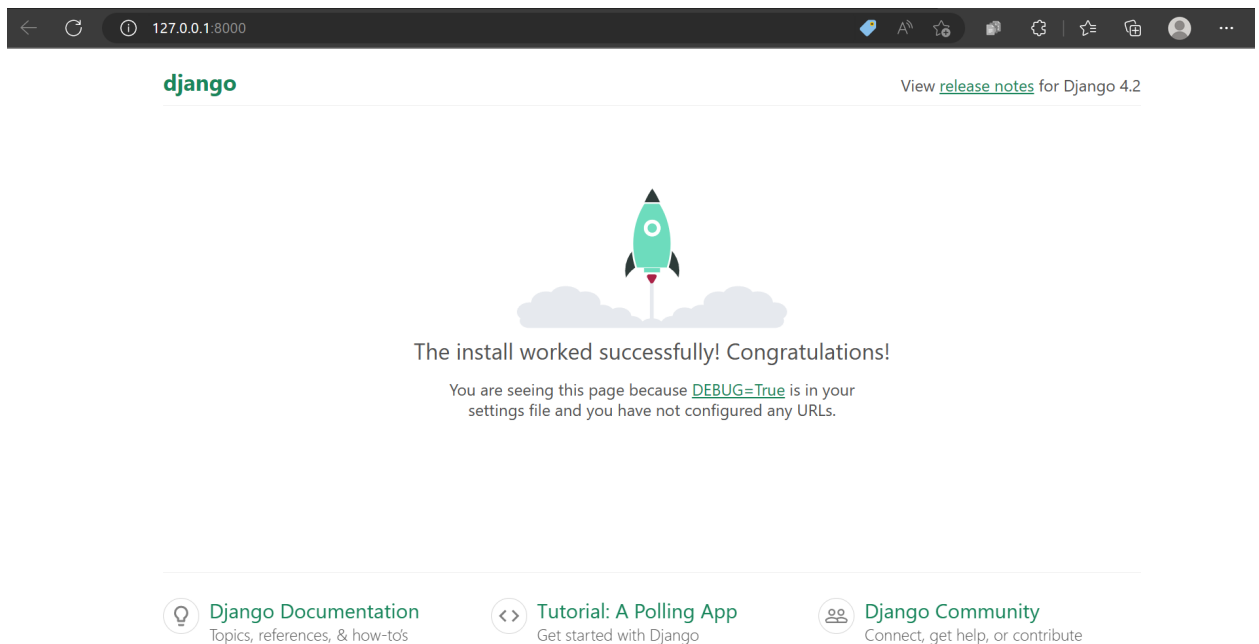 127.0.0.1:8000
django
View release notes for Django 4.2
The install worked successfully! Congratulations!
You are seeing this page because DEBUG=True is in your
settings file and you have not configured any URLs.
Django Documentation
Topics, references, & how-to's
Tutorial: A Polling App
Get started with Django
Django Community
Connect, get help, or contribute